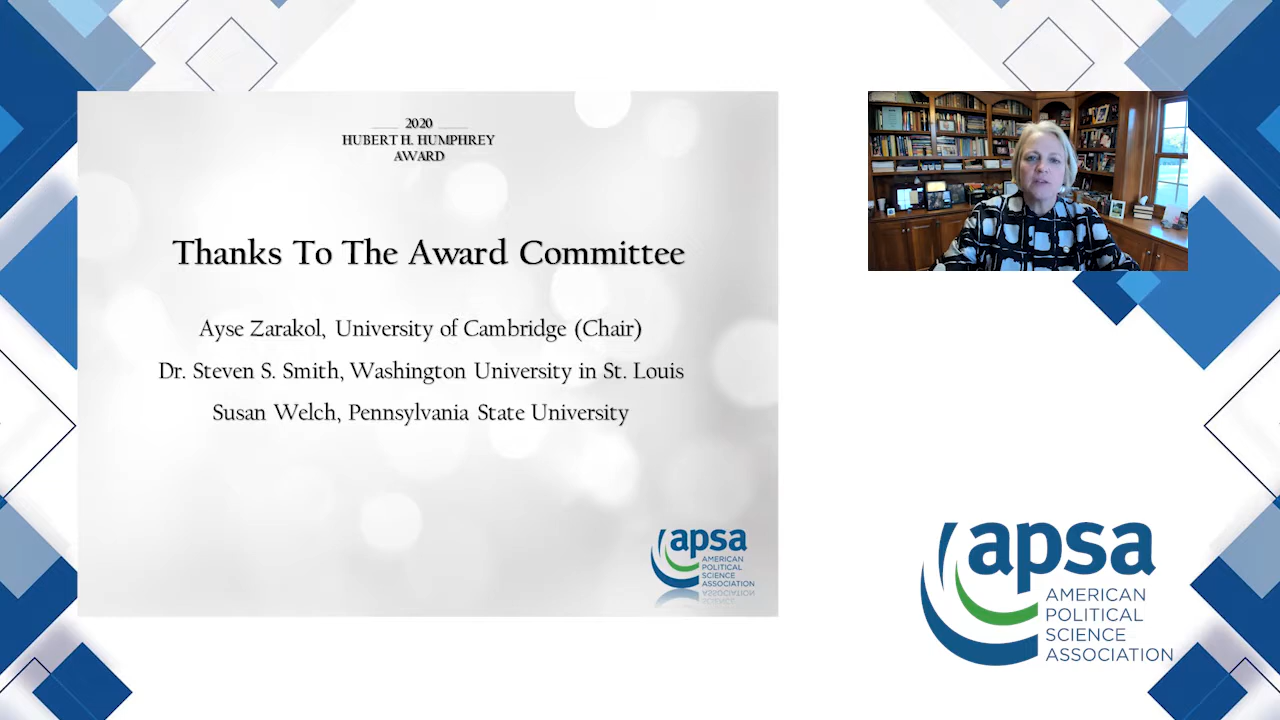 2020
HUBERT H. HUMPHREY
AWARD
Thanks To The Award Committee
Ayse Zarakol, University of Cambridge (Chair)
Dr. Steven S. Smith, Washington University in St. Louis
Susan Welch, Pennsylvania State University
apsa
AMERICAN
POLITICAL
SCIENCE
ASSOCIATION
apsa
AMERICAN
POLITICAL
SCIENCE
ASSOCIATION